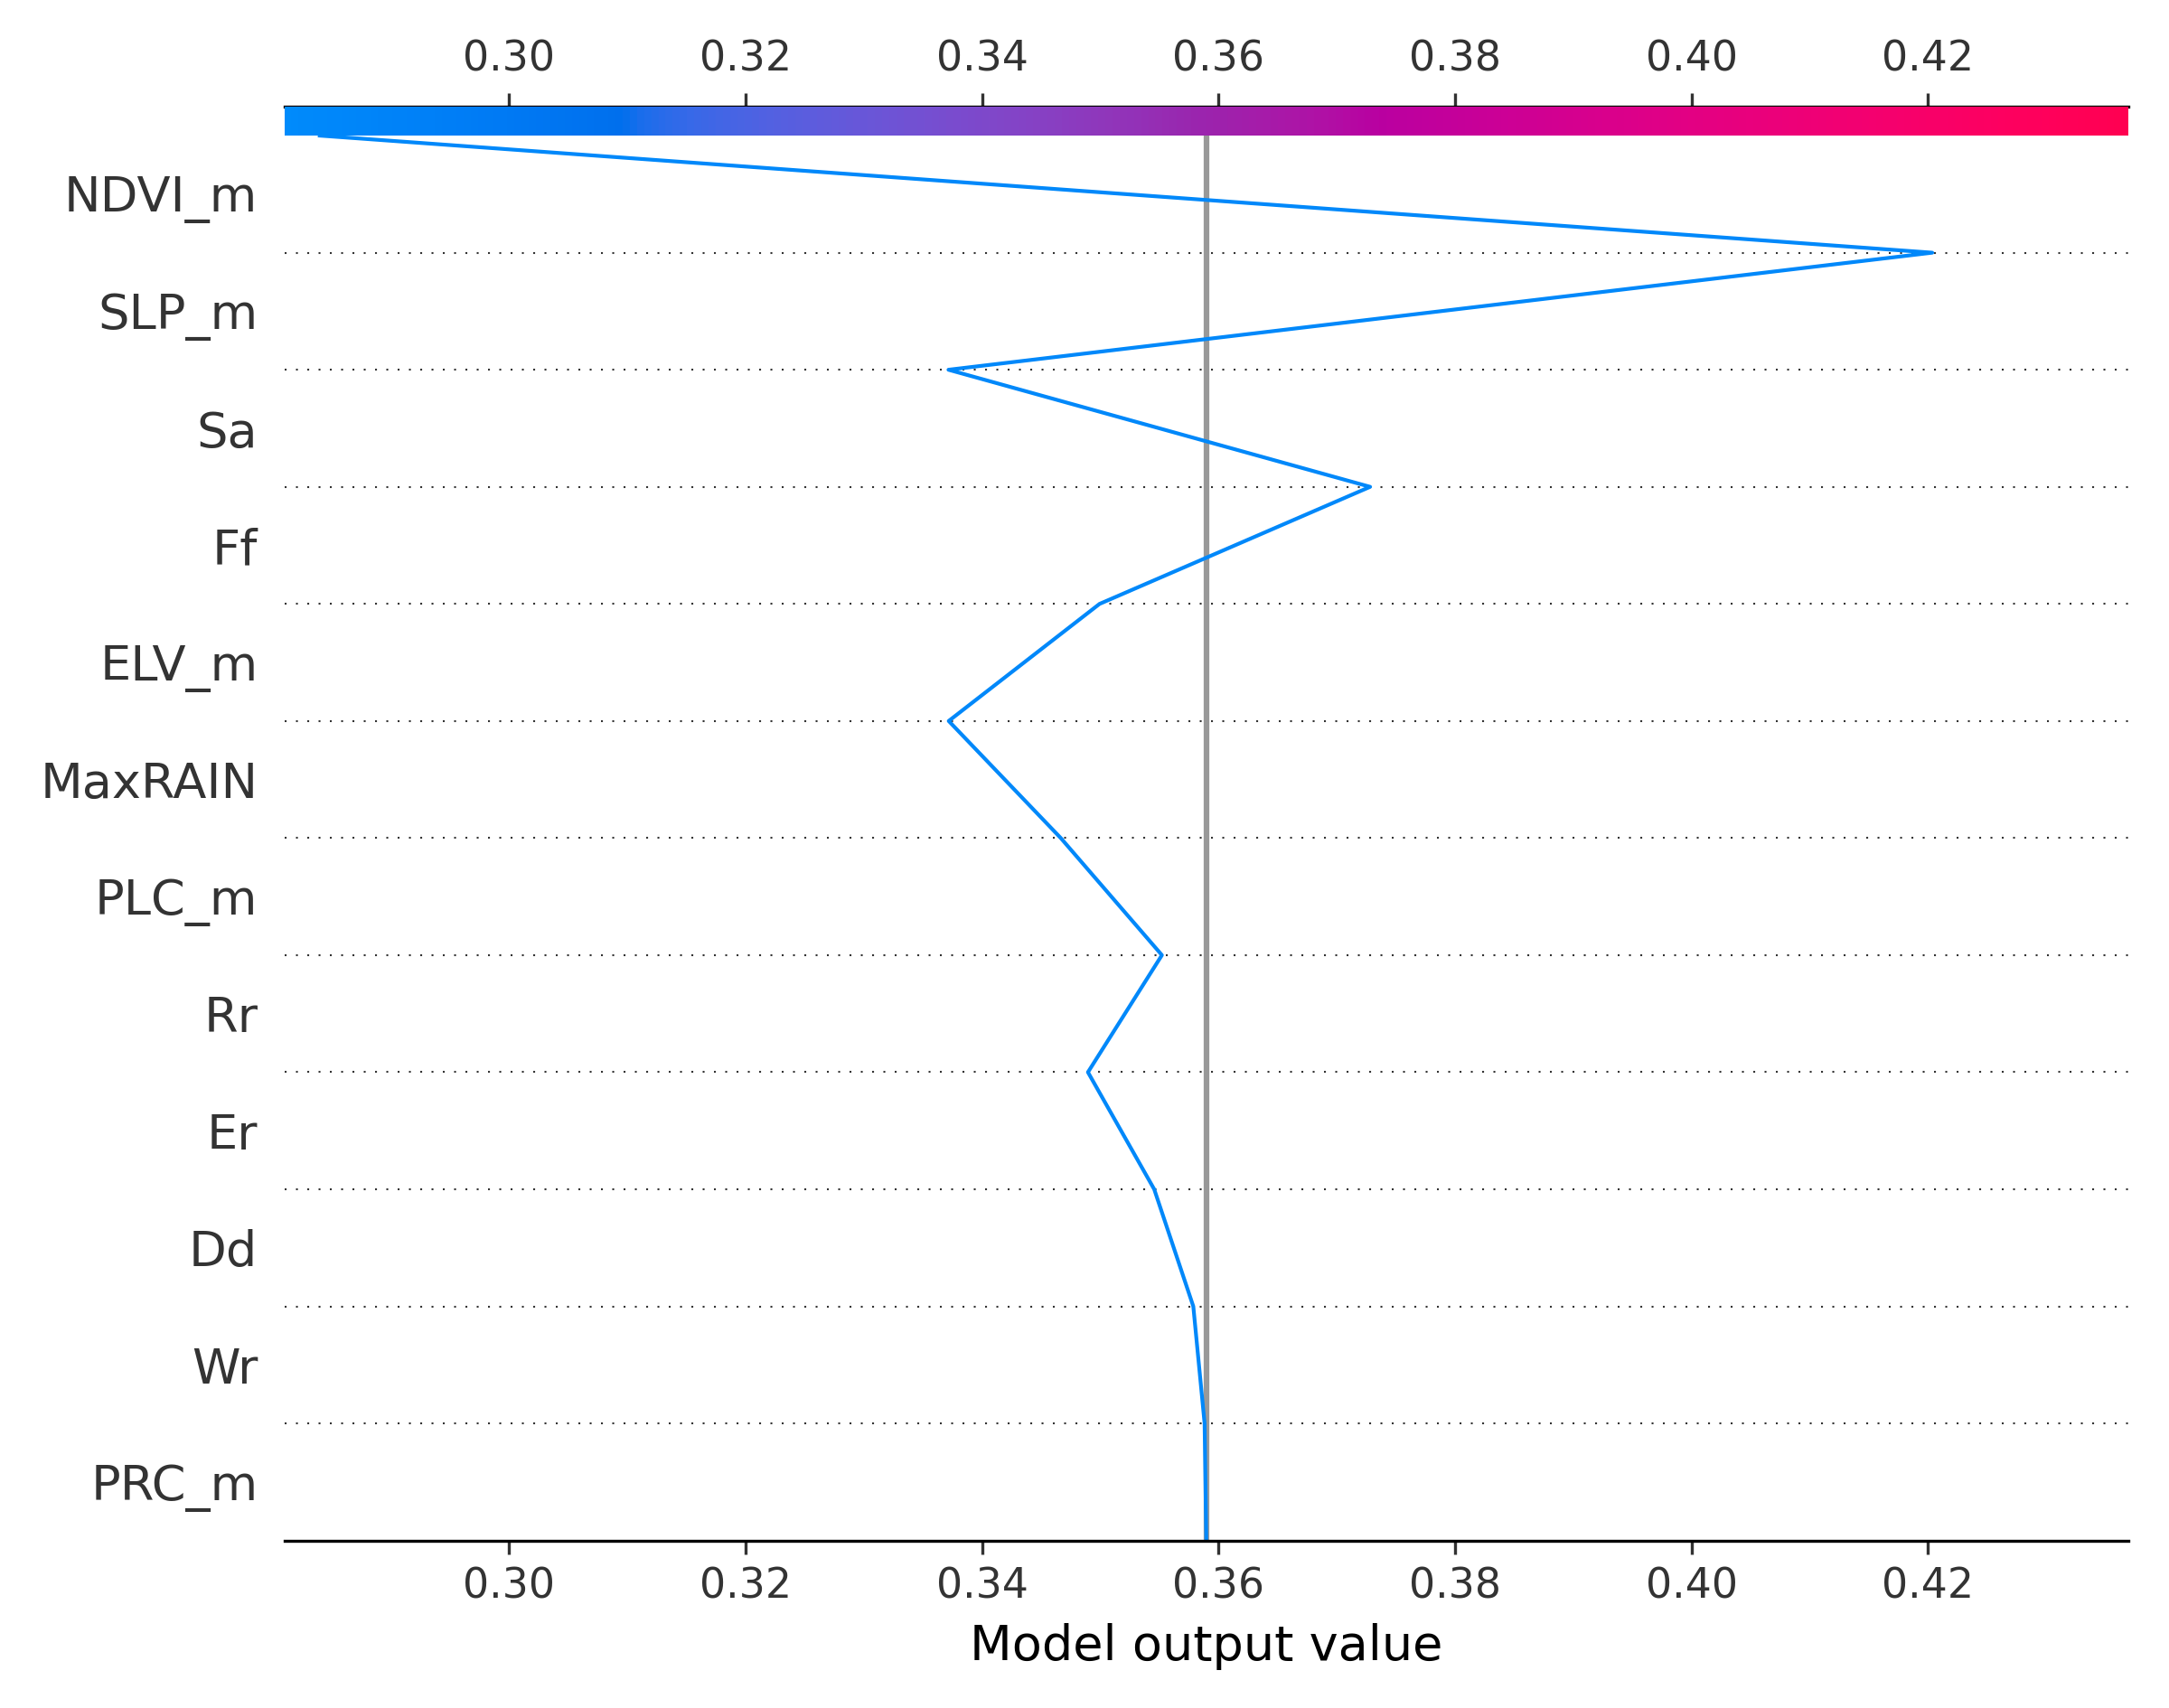 0.30 0.32 0.34 0.36 0.38 0.40 0.42
NDVI_m
SLP_m
Sa
Ff
ELV_m
MaxRAIN
PLC_m
Rr
Er
Dd
Wr
PRC_m
0.30 0.32 0.34 0.36 0.38 0.40 0.42
Model output value